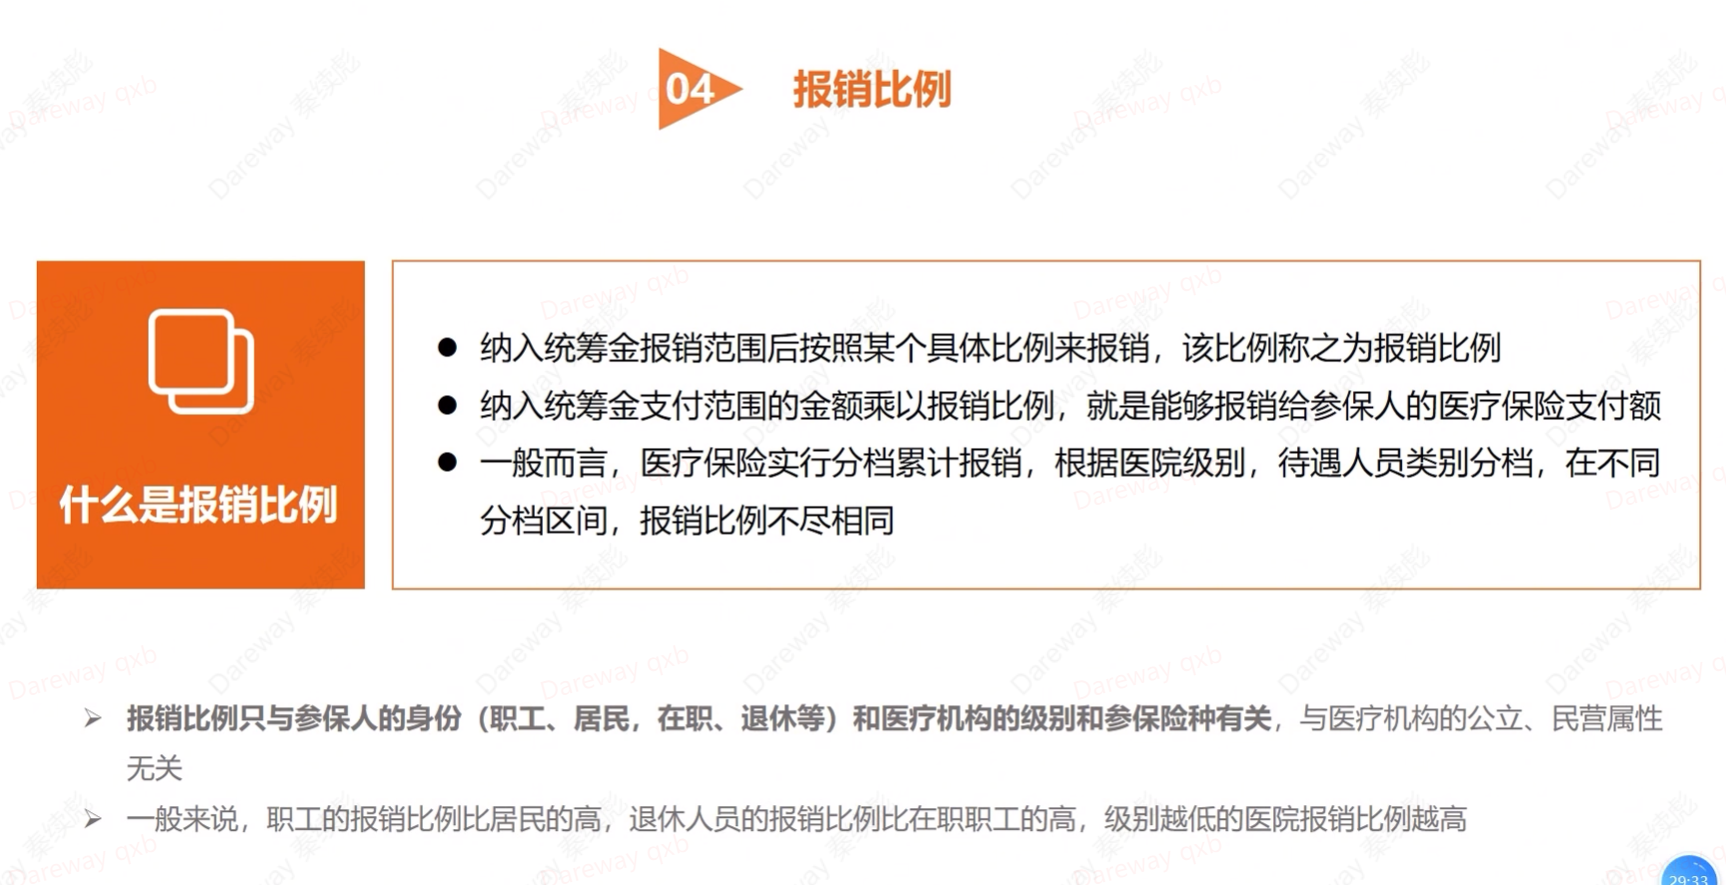 04 报销比例
什么是报销比例
● 纳入统筹金报销范围后按照某个具体比例来报销，该比例称之为报销比例
● 纳入统筹金支付范围的金额乘以报销比例，就是能够报销给参保人的医疗保险支付额
● 一般而言，医疗保险实行分档累计报销，根据医院级别，待遇人员类别分档，在不同
分档区间，报销比例不尽相同
➢ 报销比例只与参保人的身份（职工、居民，在职、退休等）和医疗机构的级别和参保险种有关，与医疗机构的公立、民营属性
无关
➢ 一般来说，职工的报销比例比居民的高，退休人员的报销比例比在职职工的高，级别越低的医院报销比例越高
29:33
Dareway 秦续彪
Dareway qxb